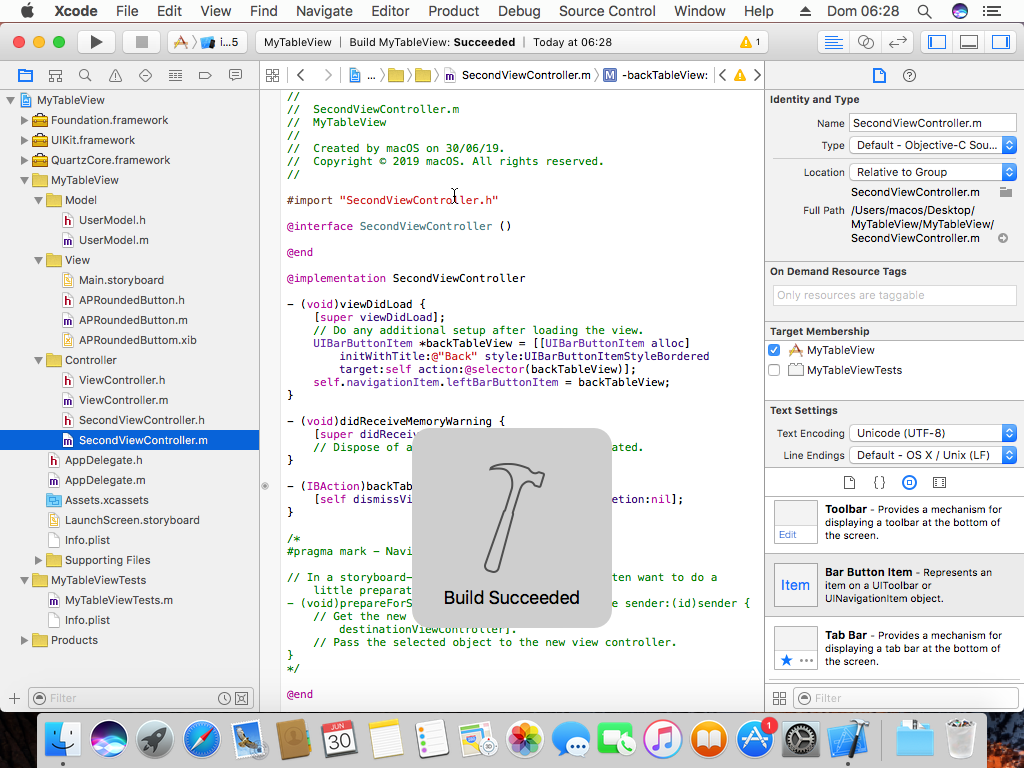 Xcode File Edit View Find Navigate Editor Product Debug Source Control Window Help Dom 06:28
i...5 MyTableView | Build MyTableView: Succeeded | Today at 06:28 1
... SecondViewController.m -backTableView:
MyTableView
Foundation.framework
UIKit.framework
QuartzCore.framework
MyTableView
Model
UserModel.h
UserModel.m
View
Main.storyboard
APRoundedButton.h
APRoundedButton.m
APRoundedButtom.xib
Controller
ViewController.h
ViewController.m
SecondViewController.h
SecondViewController.m
AppDelegate.h
AppDelegate.m
Assets.xcassets
LaunchScreen.storyboard
Info.plist
Supporting Files
MyTableViewTests
MyTableViewTests.m
Info.plist
Products
Filter
//
// SecondViewController.m
// MyTableView
//
// Created by macOS on 30/06/19.
// Copyright © 2019 macOS. All rights reserved.
//
#import "SecondViewController.h"
@interface SecondViewController ()
@end
@implementation SecondViewController
- (void)viewDidLoad {
[super viewDidLoad];
// Do any additional setup after loading the view.
UIBarButtonItem *backTableView = [[UIBarButtonItem alloc]
initWithTitle:@"Back" style:UIBarButtonItemStyleBordered
target:self action:@selector(backTableView)];
self.navigationItem.leftBarButtonItem = backTableView;
}
- (void)didReceiveMemoryWarning {
[super didRecei
// Dispose of a ated.
}
- (IBAction)backTab
[self dismissVi etion:nil];
}
/*
#pragma mark - Navi
// In a storyboard- ten want to do a
little preparat
- (void)prepareForS e sender:(id)sender {
// Get the new
destinationViewController].
// Pass the selected object to the new view controller.
}
*/
@end
Build Succeeded
Identity and Type
Name SecondViewController.m
Type Default - Objective-C Sou...
Location Relative to Group
SecondViewController.m
Full Path /Users/macos/Desktop/
MyTableView/MyTableView/
SecondViewController.m
On Demand Resource Tags
Only resources are taggable
Target Membership
MyTableView
MyTableViewTests
Text Settings
Text Encoding Unicode (UTF-8)
Line Endings Default - OS X / Unix (LF)
Edit
Toolbar - Provides a mechanism for
displaying a toolbar at the bottom of
the screen.
Item
Bar Button Item - Represents an
item on a UIToolbar or
UINavigationItem object.
Tab Bar - Provides a mechanism for
displaying a tab bar at the bottom of
the screen.
Filter
JUN
30
1